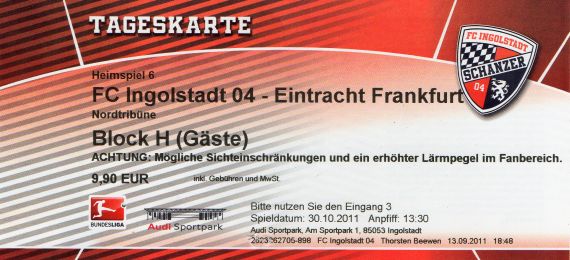 TAGESKARTE
FC INGOLSTADT
SCHANZER
04
Heimspiel 6
FC Ingolstadt 04 - Eintracht Frankfurt
Nordtribüne
Block H (Gäste)
ACHTUNG: Mögliche Sichteinschränkungen und ein erhöhter Lärmpegel im Fanbereich.
9,90 EUR inkl. Gebühren und MwSt.
BUNDESLIGA
Audi Sportpark
Bitte nutzen Sie den Eingang 3
Spieldatum: 30.10.2011 Anpfiff: 13:30
Audi Sportpark, Am Sportpark 1, 85053 Ingolstadt
FC Ingolstadt 04 Thorsten Beewen 13.09.2011 18:48